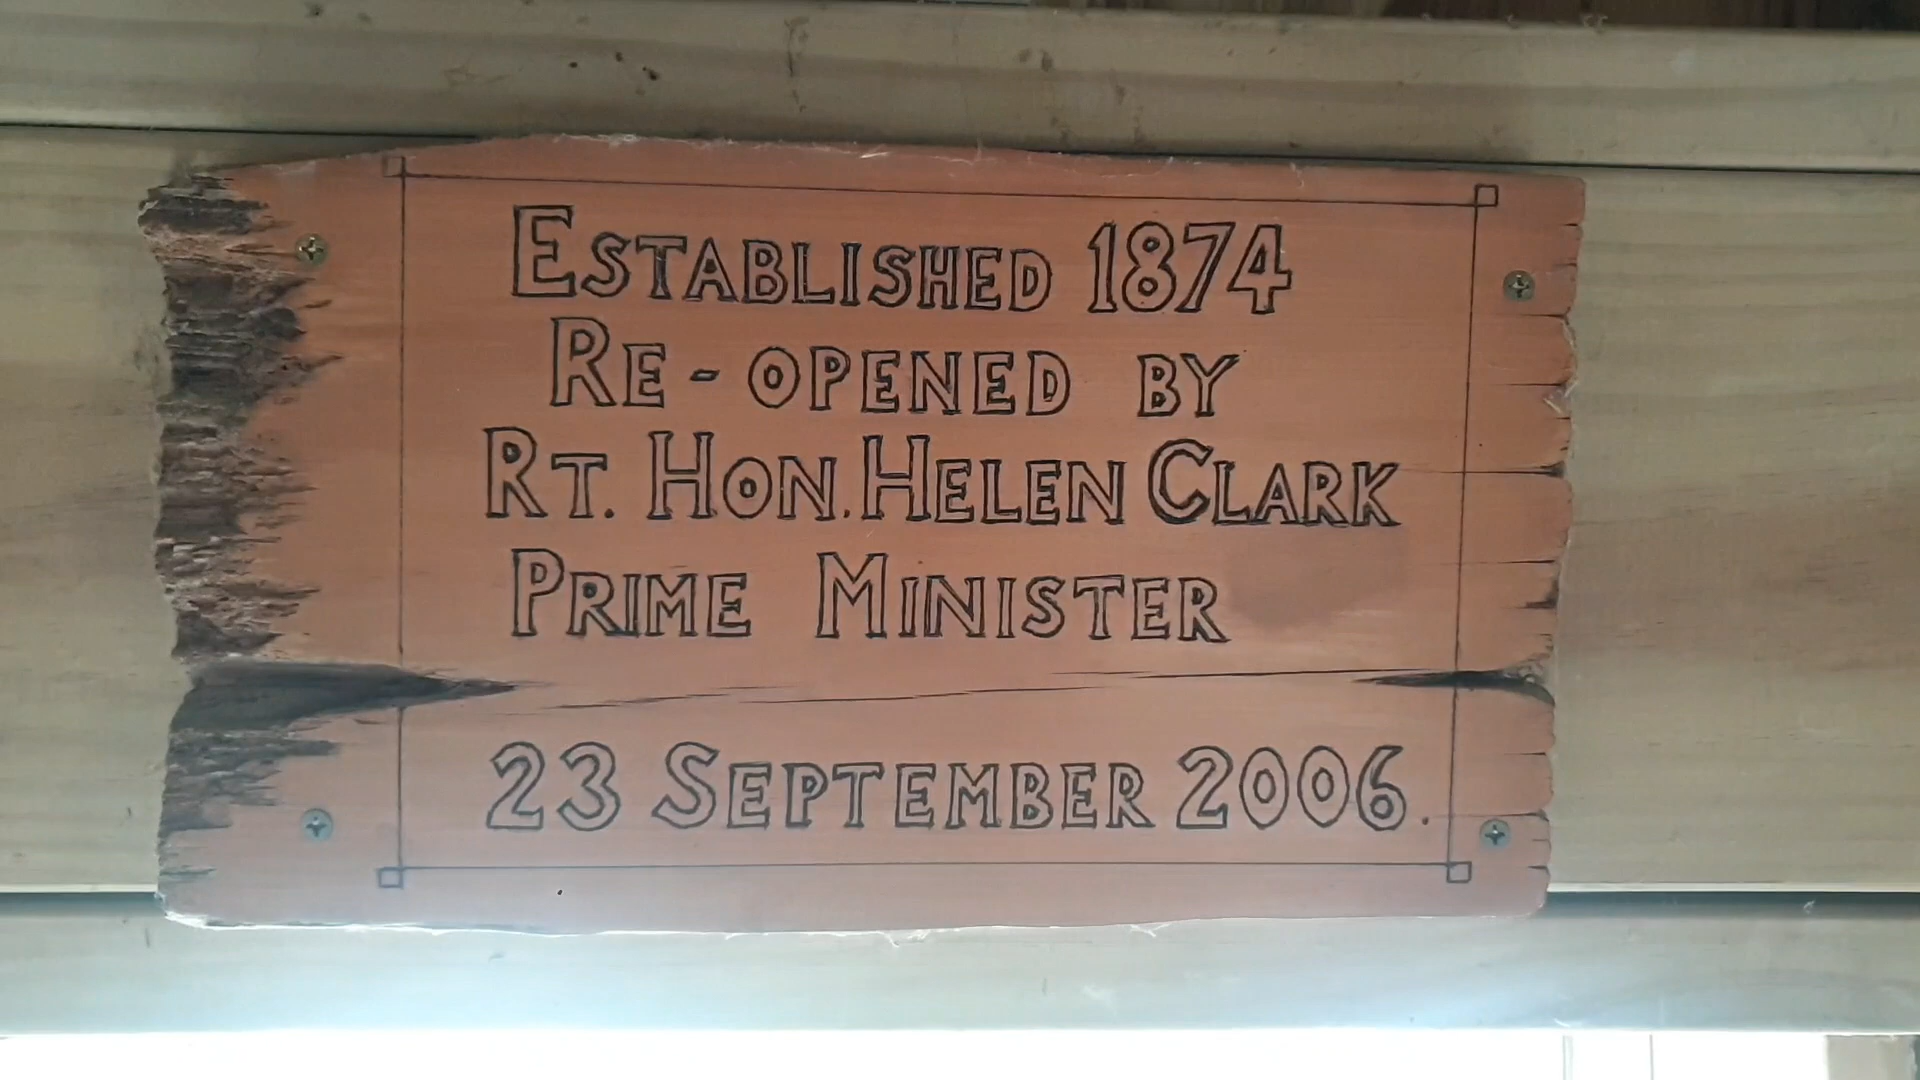 ESTABLISHED 1874
RE-OPENED BY
RT. HON. HELEN CLARK
PRIME MINISTER
23 SEPTEMBER 2006.